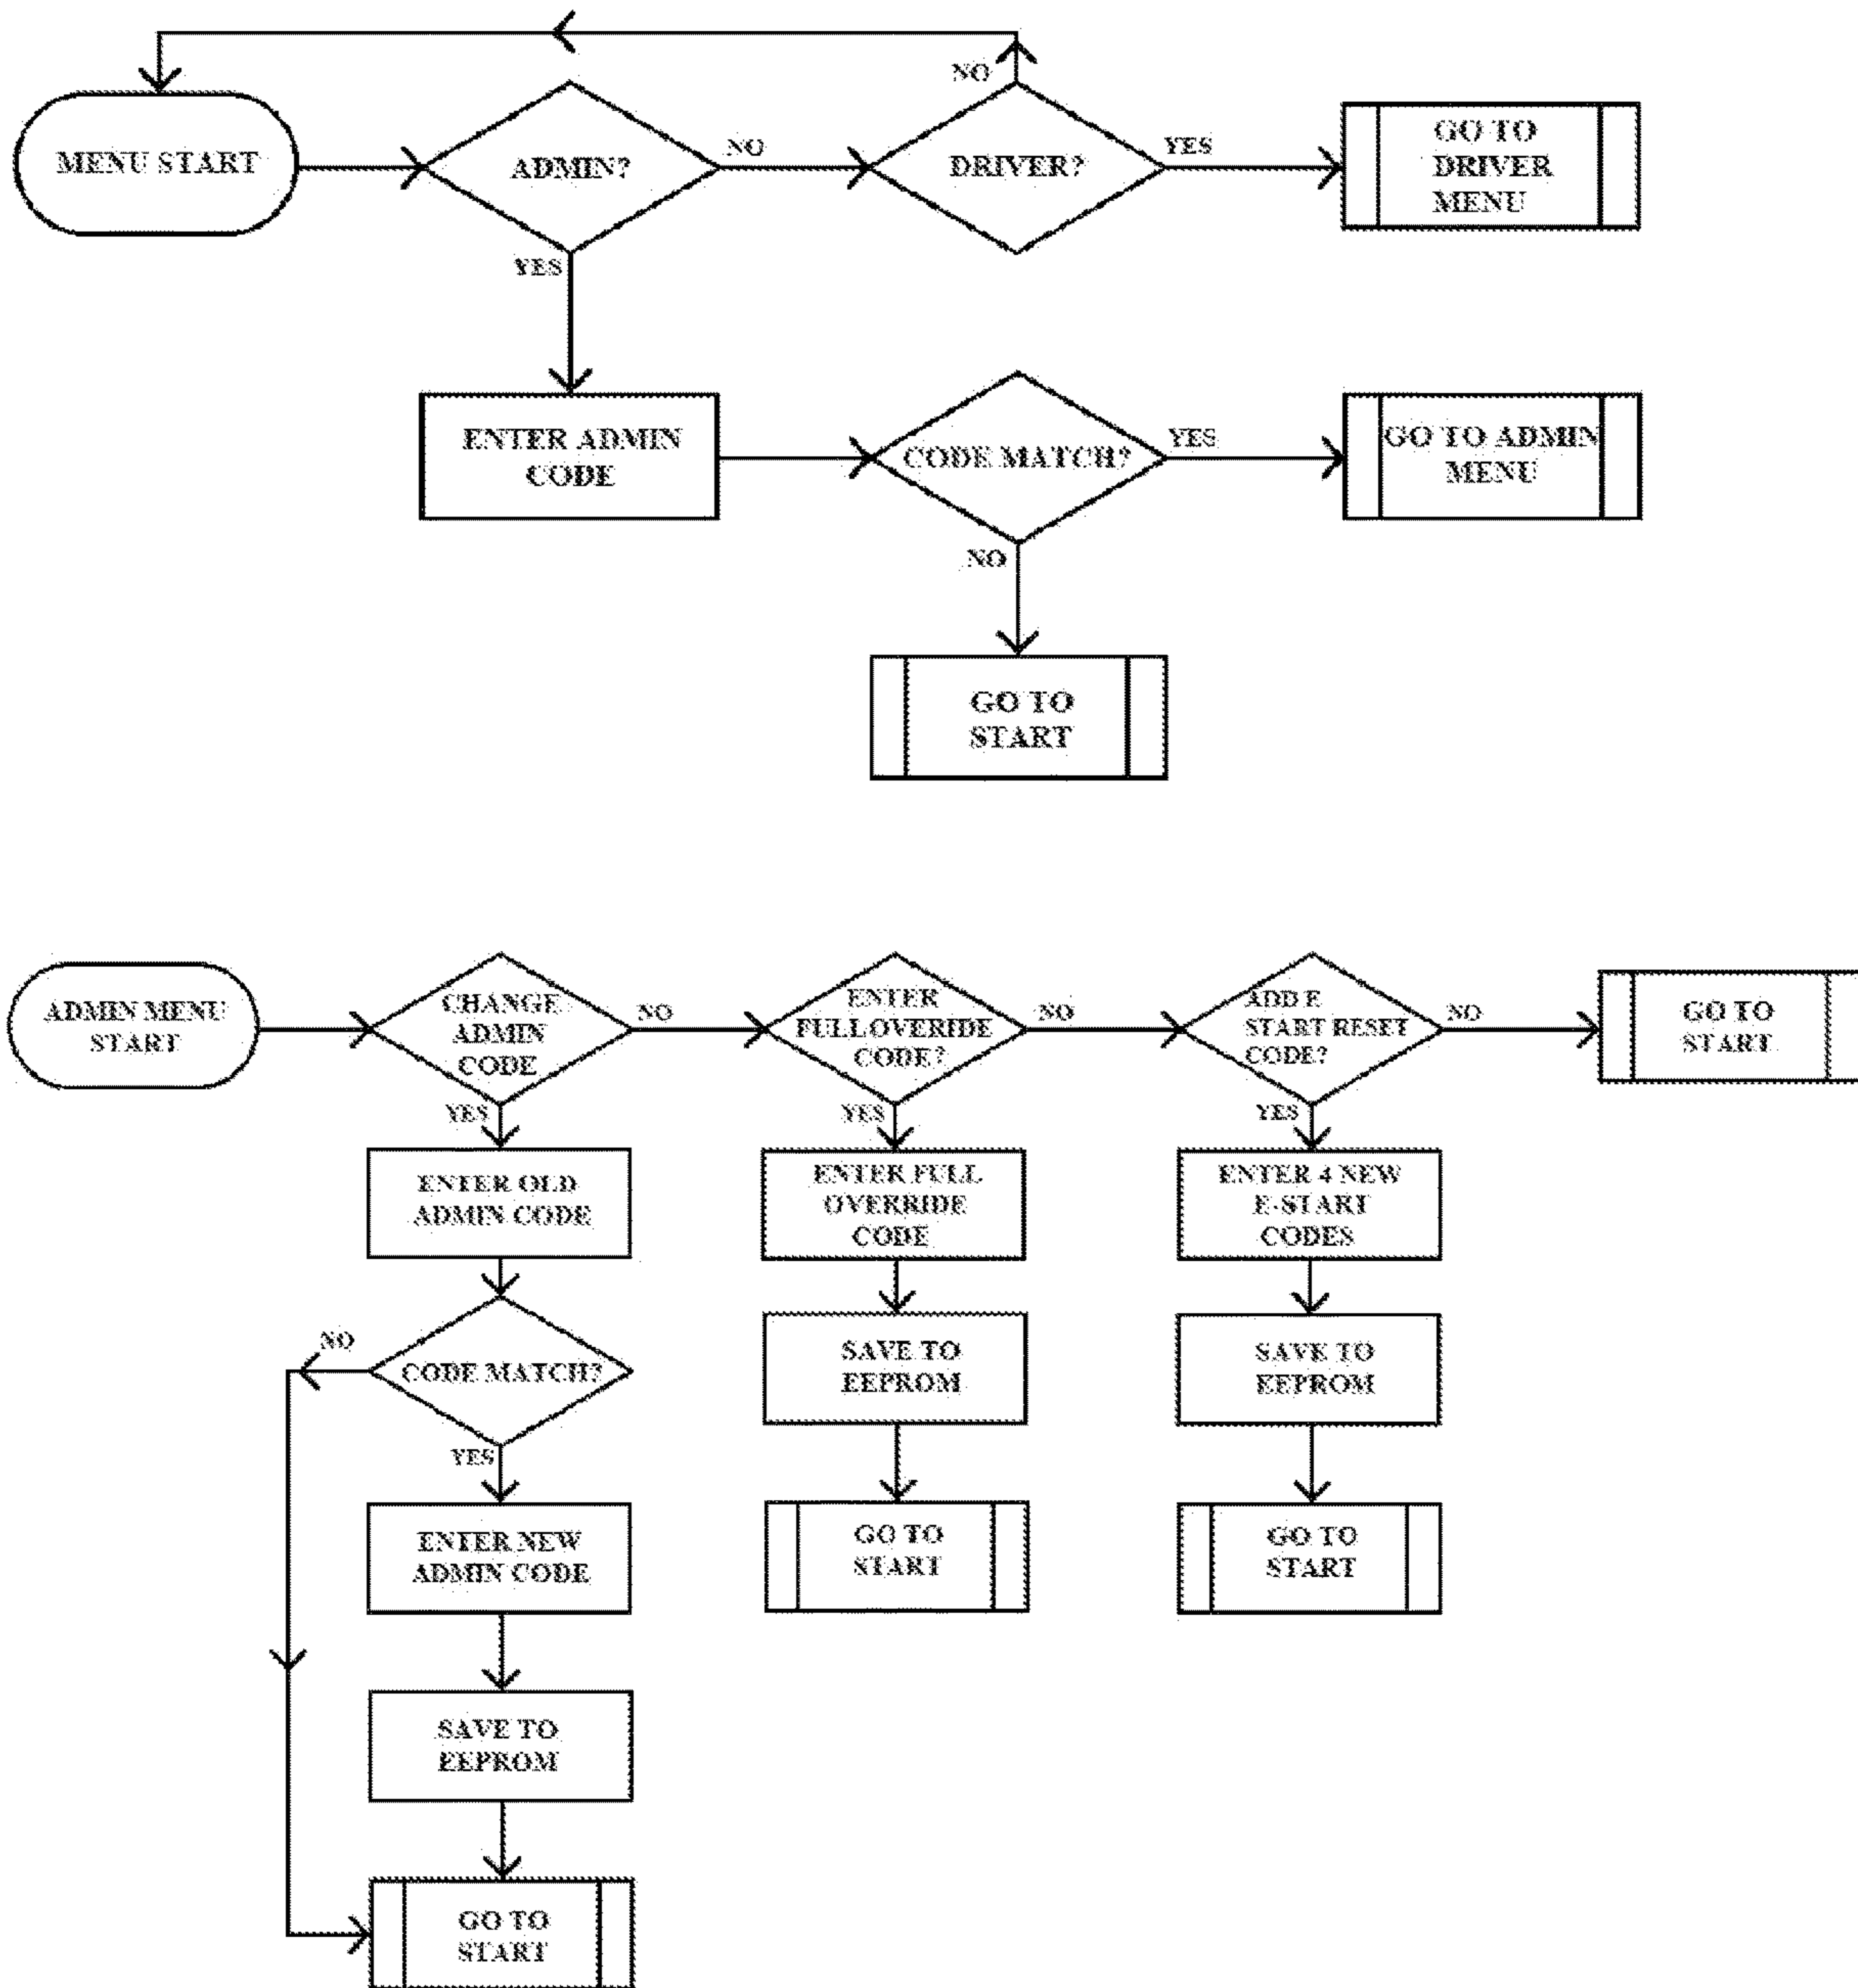 NO
MENU START
ADMIN?
NO
DRIVER?
YES
GO TO
DRIVER
MENU
YES
ENTER ADMIN
CODE
CODE MATCH?
YES
GO TO ADMIN
MENU
NO
GO TO
START
ADMIN MENU
START
CHANGE
ADMIN
CODE
NO
ENTER
FULLOVERIDE
CODE?
NO
ADD E
START RESET
CODE?
NO
GO TO
START
YES
YES
YES
ENTER OLD
ADMIN CODE
ENTER FULL
OVERRIDE
CODE
ENTER 4 NEW
E-START
CODES
NO
CODE MATCH?
SAVE TO
EEPROM
SAVE TO
EEPROM
YES
ENTER NEW
ADMIN CODE
GO TO
START
GO TO
START
SAVE TO
EEPROM
GO TO
START